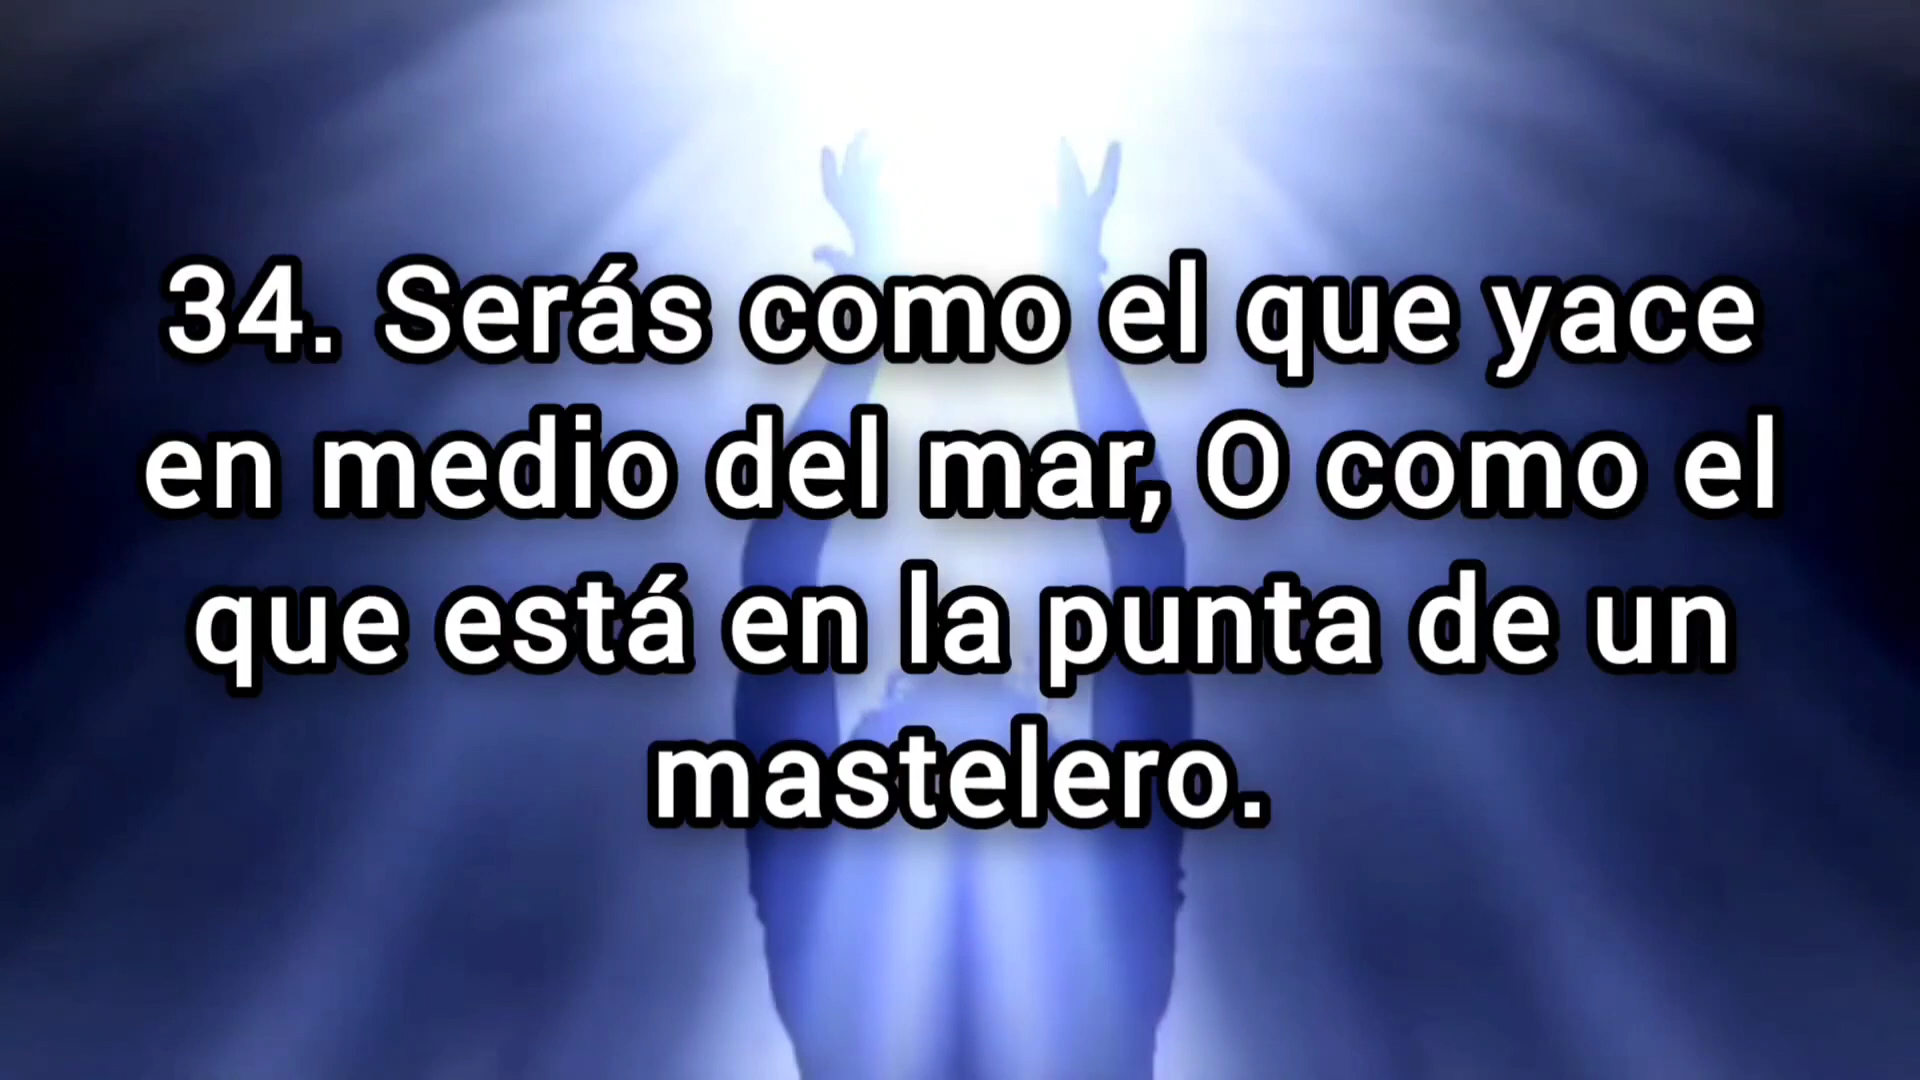 34. Serás como el que yace
en medio del mar, O como el
que está en la punta de un
mastelero.